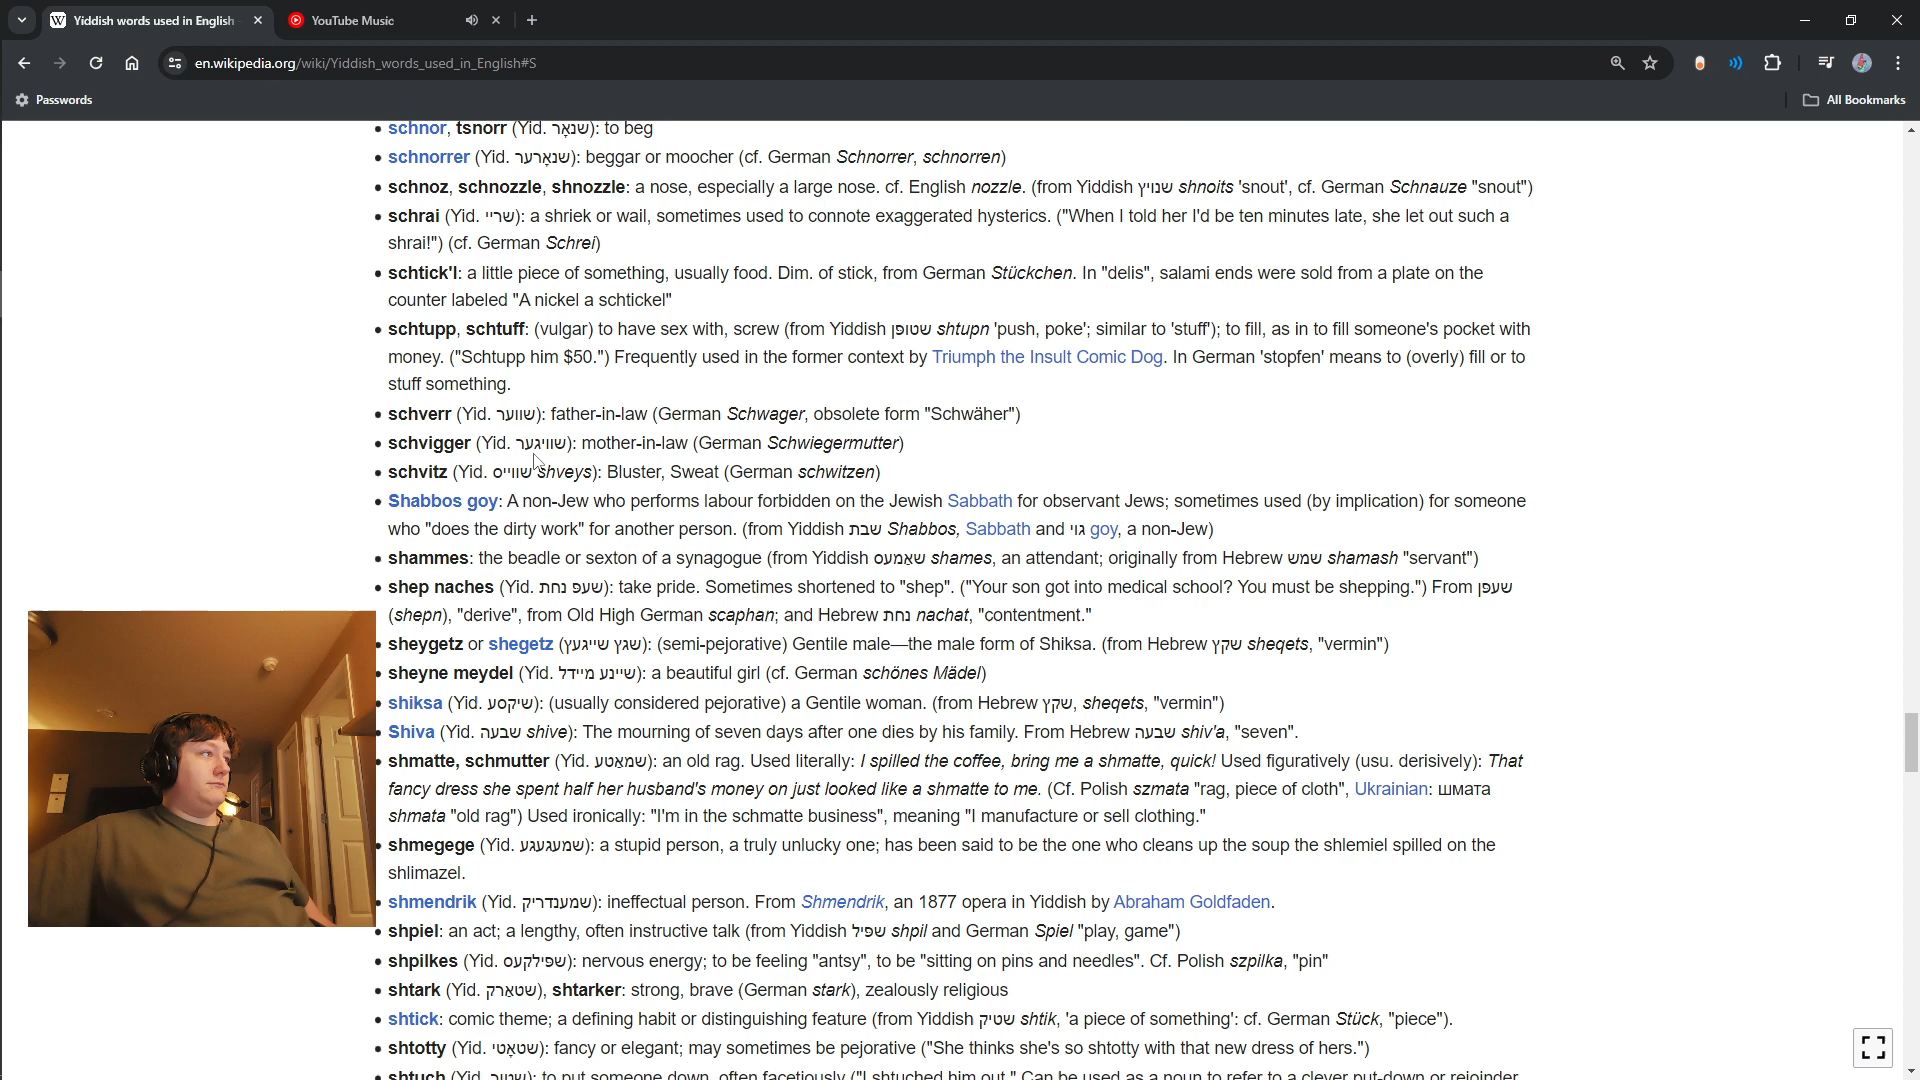 Yiddish words used in English
YouTube Music
en.wikipedia.org/wiki/Yiddish_words_used_in_English#S
Passwords
All Bookmarks
• schnor, tsnorr (Yid. שנאָר): to beg
• schnorrer (Yid. שנאָרער): beggar or moocher (cf. German Schnorrer, schnorren)
• schnoz, schnozzle, shnozzle: a nose, especially a large nose. cf. English nozzle. (from Yiddish שנויץ shnoits 'snout', cf. German Schnauze "snout")
• schrai (Yid. שריי): a shriek or wail, sometimes used to connote exaggerated hysterics. ("When I told her I'd be ten minutes late, she let out such a
shrai!") (cf. German Schrei)
• schtick'l: a little piece of something, usually food. Dim. of stick, from German Stückchen. In "delis", salami ends were sold from a plate on the
counter labeled "A nickel a schtickel"
• schtupp, schtuff: (vulgar) to have sex with, screw (from Yiddish שטופּן shtupn 'push, poke'; similar to 'stuff'); to fill, as in to fill someone's pocket with
money. ("Schtupp him $50.") Frequently used in the former context by Triumph the Insult Comic Dog. In German 'stopfen' means to (overly) fill or to
stuff something.
• schverr (Yid. שווער): father-in-law (German Schwager, obsolete form "Schwäher")
• schvigger (Yid. שוויגער): mother-in-law (German Schwiegermutter)
• schvitz (Yid. שווייס shveys): Bluster, Sweat (German schwitzen)
• Shabbos goy: A non-Jew who performs labour forbidden on the Jewish Sabbath for observant Jews; sometimes used (by implication) for someone
who "does the dirty work" for another person. (from Yiddish שבת Shabbos, Sabbath and גוי goy, a non-Jew)
• shammes: the beadle or sexton of a synagogue (from Yiddish שאַמעס shames, an attendant; originally from Hebrew שמש shamash "servant")
• shep naches (Yid. שעפּ נחת): take pride. Sometimes shortened to "shep". ("Your son got into medical school? You must be shepping.") From שעפּן
(shepn), "derive", from Old High German scaphan; and Hebrew נחת nachat, "contentment."
• sheygetz or shegetz (שגץ שייגעץ): (semi-pejorative) Gentile male—the male form of Shiksa. (from Hebrew שקץ sheqets, "vermin")
• sheyne meydel (Yid. שיינע מיידל): a beautiful girl (cf. German schönes Mädel)
• shiksa (Yid. שיקסע): (usually considered pejorative) a Gentile woman. (from Hebrew שקץ, sheqets, "vermin")
• Shiva (Yid. שבעה shive): The mourning of seven days after one dies by his family. From Hebrew שבעה shiv'a, "seven".
• shmatte, schmutter (Yid. שמאַטע): an old rag. Used literally: I spilled the coffee, bring me a shmatte, quick! Used figuratively (usu. derisively): That
fancy dress she spent half her husband's money on just looked like a shmatte to me. (Cf. Polish szmata "rag, piece of cloth", Ukrainian: шмата
shmata "old rag") Used ironically: "I'm in the schmatte business", meaning "I manufacture or sell clothing."
• shmegege (Yid. שמעגעגע): a stupid person, a truly unlucky one; has been said to be the one who cleans up the soup the shlemiel spilled on the
shlimazel.
• shmendrik (Yid. שמענדריק): ineffectual person. From Shmendrik, an 1877 opera in Yiddish by Abraham Goldfaden.
• shpiel: an act; a lengthy, often instructive talk (from Yiddish שפּיל shpil and German Spiel "play, game")
• shpilkes (Yid. שפּילקעס): nervous energy; to be feeling "antsy", to be "sitting on pins and needles". Cf. Polish szpilka, "pin"
• shtark (Yid. שטאַרק), shtarker: strong, brave (German stark), zealously religious
• shtick: comic theme; a defining habit or distinguishing feature (from Yiddish שטיק shtik, 'a piece of something': cf. German Stück, "piece").
• shtotty (Yid. שטאָטי): fancy or elegant; may sometimes be pejorative ("She thinks she's so shtotty with that new dress of hers.")
• shtuch (Yid. שטוך): to put someone down, often facetiously ("I shtuched him out." Can be used as a noun to refer to a clever put-down or rejoinder